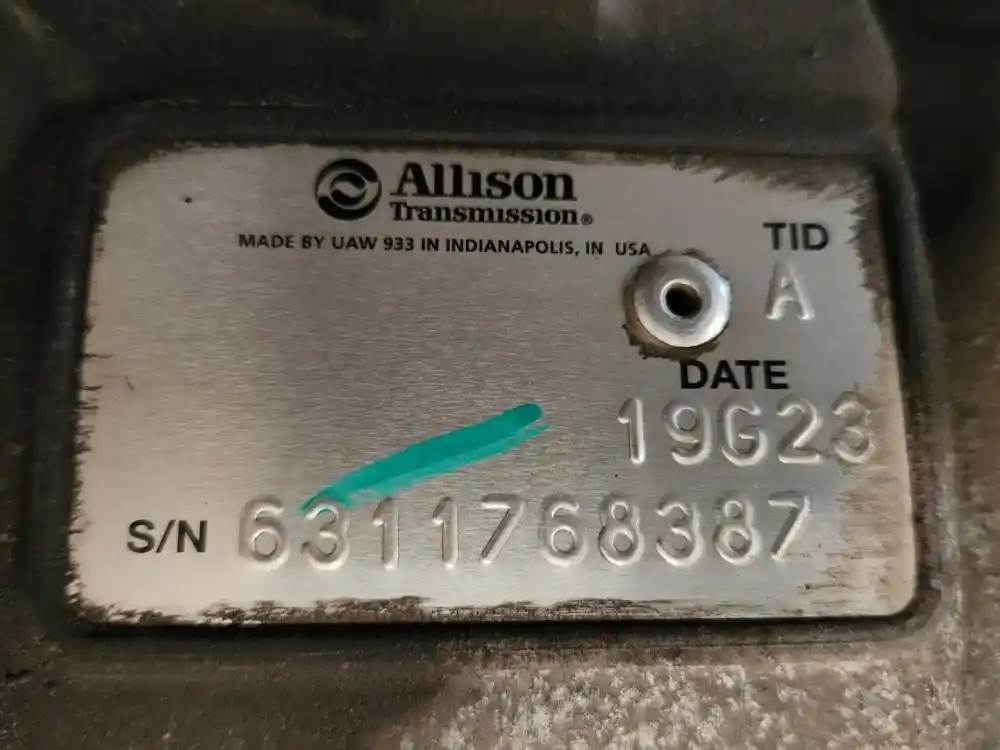 Allison
Transmission®
MADE BY UAW 933 IN INDIANAPOLIS, IN USA
TID
A
DATE
19G23
S/N 6311768387